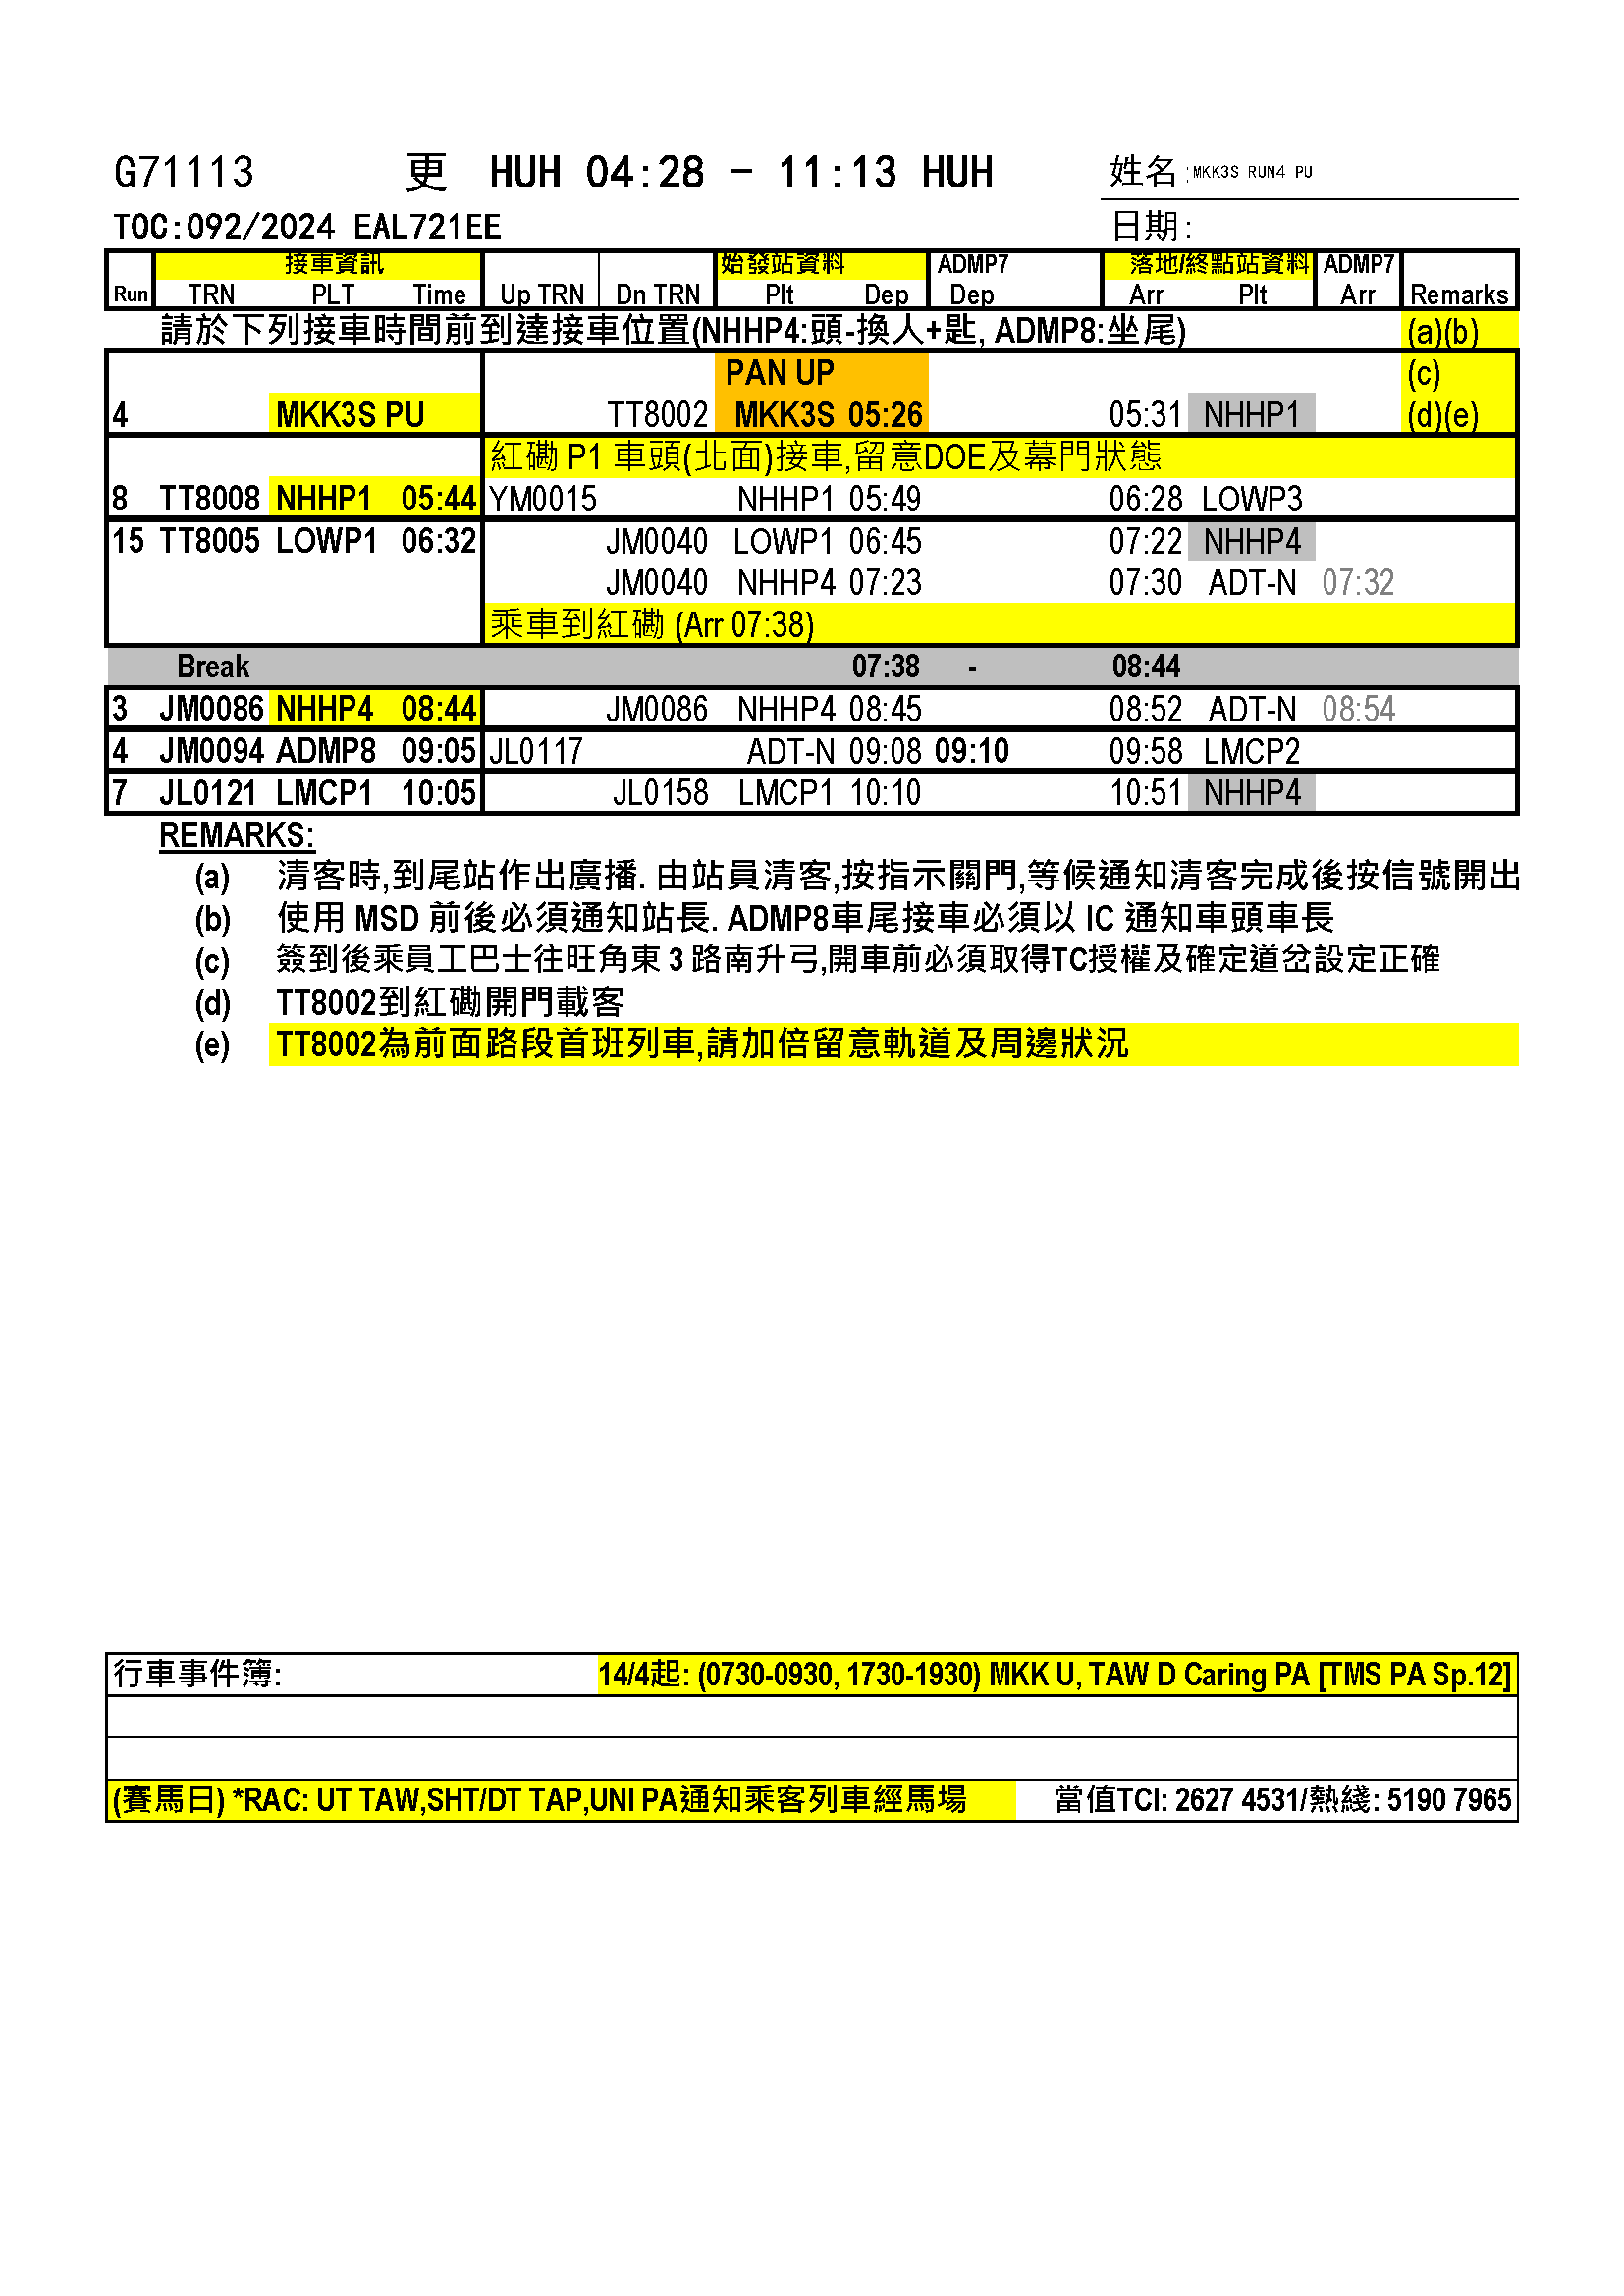 G71113 更 HUH 04:28 - 11:13 HUH 姓名:MKK3S RUN4 PU
TOC:092/2024 EAL721EE 日期:
接車資訊 始發站資料 ADMP7 落地/終點站資料 ADMP7
Run TRN PLT Time Up TRN Dn TRN Plt Dep Dep Arr Plt Arr Remarks
請於下列接車時間前到達接車位置(NHHP4:頭-換人+匙, ADMP8:坐尾) (a)(b)
PAN UP (c)
4 MKK3S PU TT8002 MKK3S 05:26 05:31 NHHP1 (d)(e)
紅磡 P1 車頭(北面)接車,留意DOE及幕門狀態
8 TT8008 NHHP1 05:44 YM0015 NHHP1 05:49 06:28 LOWP3
15 TT8005 LOWP1 06:32 JM0040 LOWP1 06:45 07:22 NHHP4
JM0040 NHHP4 07:23 07:30 ADT-N 07:32
乘車到紅磡 (Arr 07:38)
Break 07:38 - 08:44
3 JM0086 NHHP4 08:44 JM0086 NHHP4 08:45 08:52 ADT-N 08:54
4 JM0094 ADMP8 09:05 JL0117 ADT-N 09:08 09:10 09:58 LMCP2
7 JL0121 LMCP1 10:05 JL0158 LMCP1 10:10 10:51 NHHP4
REMARKS:
(a) 清客時,到尾站作出廣播. 由站員清客,按指示關門,等候通知清客完成後按信號開出
(b) 使用 MSD 前後必須通知站長. ADMP8車尾接車必須以 IC 通知車頭車長
(c) 簽到後乘員工巴士往旺角東 3 路南升弓,開車前必須取得TC授權及確定道岔設定正確
(d) TT8002到紅磡開門載客
(e) TT8002為前面路段首班列車,請加倍留意軌道及周邊狀況
行車事件簿: 14/4起: (0730-0930, 1730-1930) MKK U, TAW D Caring PA [TMS PA Sp.12]
(賽馬日) *RAC: UT TAW,SHT/DT TAP,UNI PA通知乘客列車經馬場 當值TCI: 2627 4531/熱綫: 5190 7965